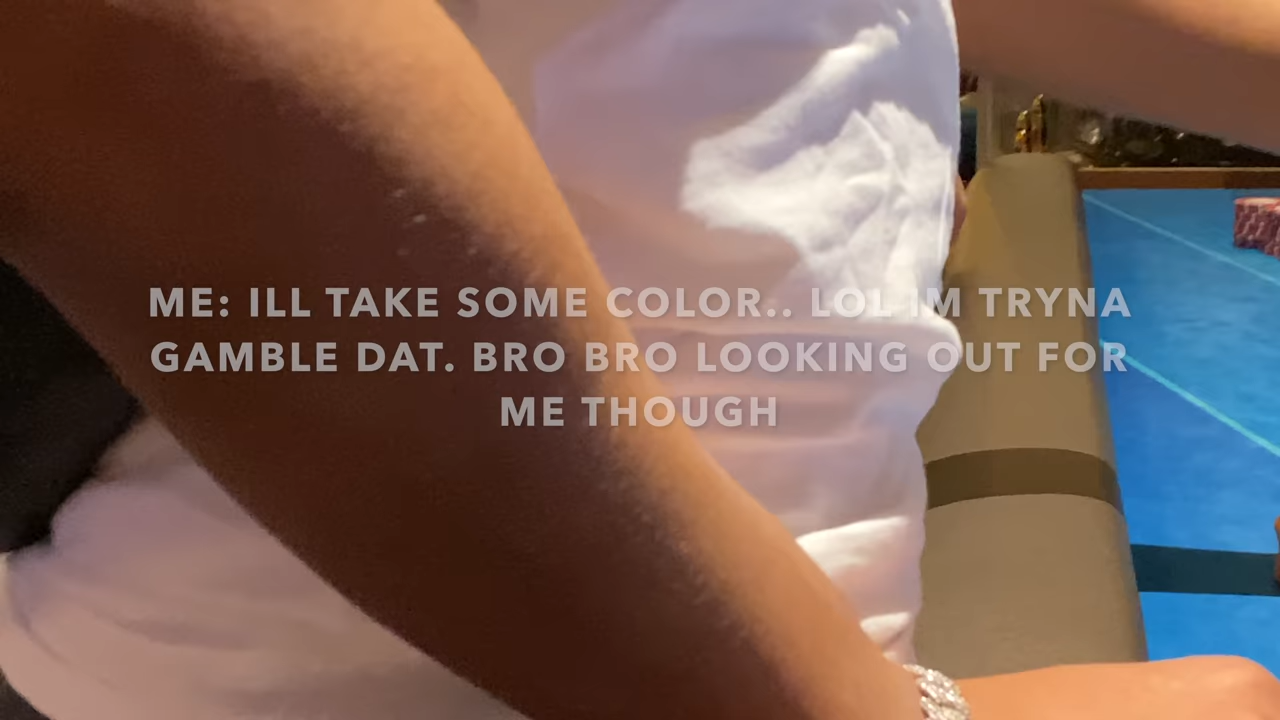 ME: ILL TAKE SOME COLOR.. LOL IM TRYNA
GAMBLE DAT. BRO BRO LOOKING OUT FOR
ME THOUGH